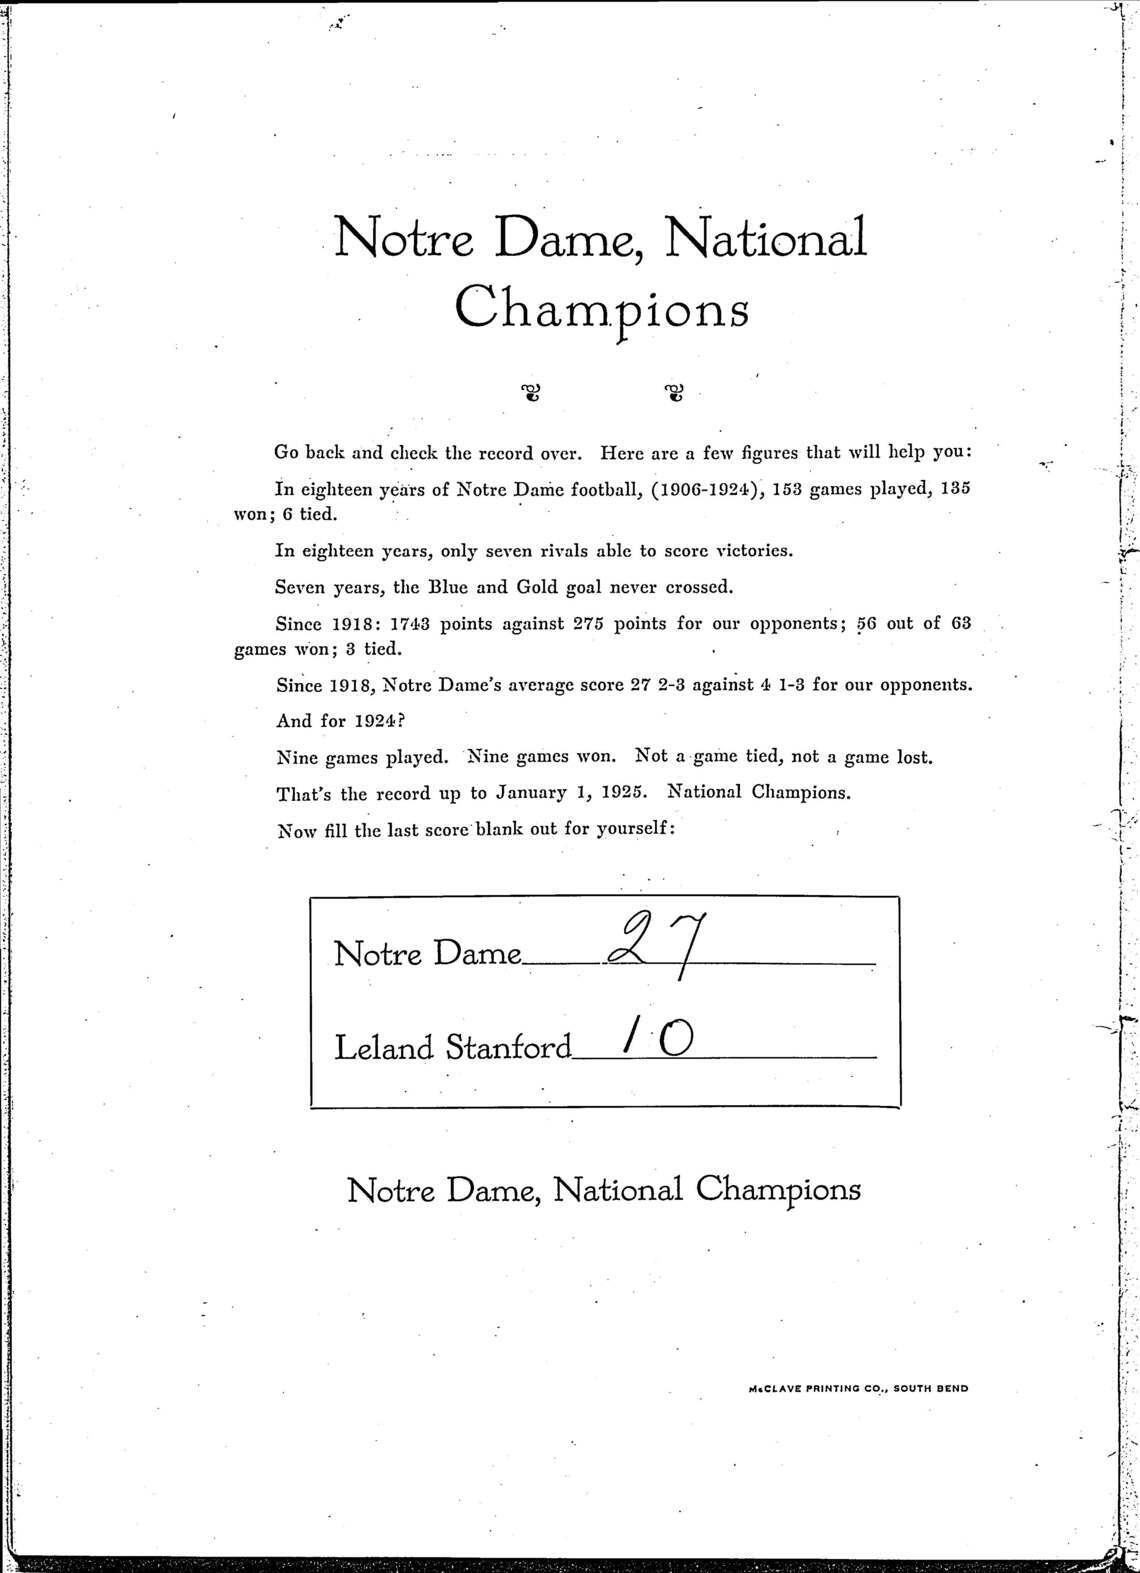 Notre Dame, National
Champions
Go back and check the record over. Here are a few figures that will help you:
In eighteen years of Notre Dame football, (1906-1924), 153 games played, 135
won; 6 tied.
In eighteen years, only seven rivals able to score victories.
Seven years, the Blue and Gold goal never crossed.
Since 1918: 1743 points against 275 points for our opponents; 56 out of 63
games won; 3 tied.
Since 1918, Notre Dame's average score 27 2-3 against 4 1-3 for our opponents.
And for 1924?
Nine games played. Nine games won. Not a game tied, not a game lost.
That's the record up to January 1, 1925. National Champions.
Now fill the last score blank out for yourself:
Notre Dame 27
Leland Stanford 10
Notre Dame, National Champions
McCLAVE PRINTING CO., SOUTH BEND